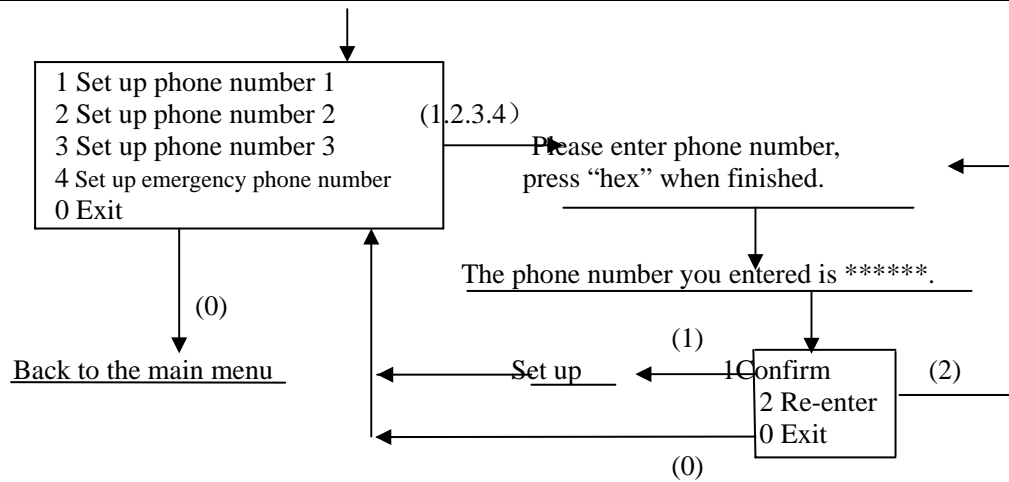 1 Set up phone number 1
2 Set up phone number 2
3 Set up phone number 3
4 Set up emergency phone number
0 Exit
(1.2.3.4）
Please enter phone number,
press “hex” when finished.
The phone number you entered is ******.
(0)
Back to the main menu
(1)
Set up
1Confirm
2 Re-enter
0 Exit
(2)
(0)